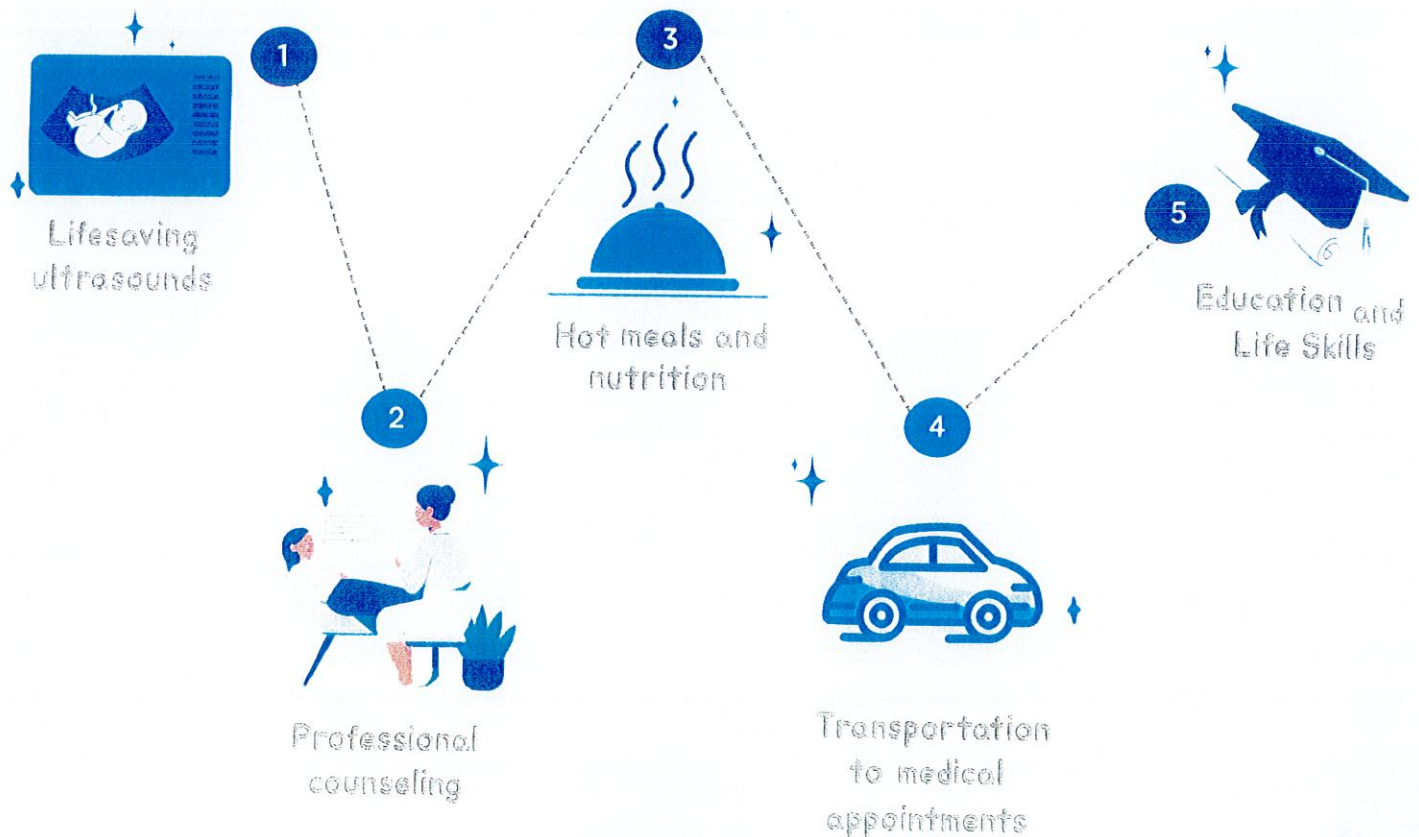 1
Lifesaving
ultrasounds
2
Professional
counseling
3
Hot meals and
nutrition
4
Transportation
to medical
appointments
5
Education and
Life Skills